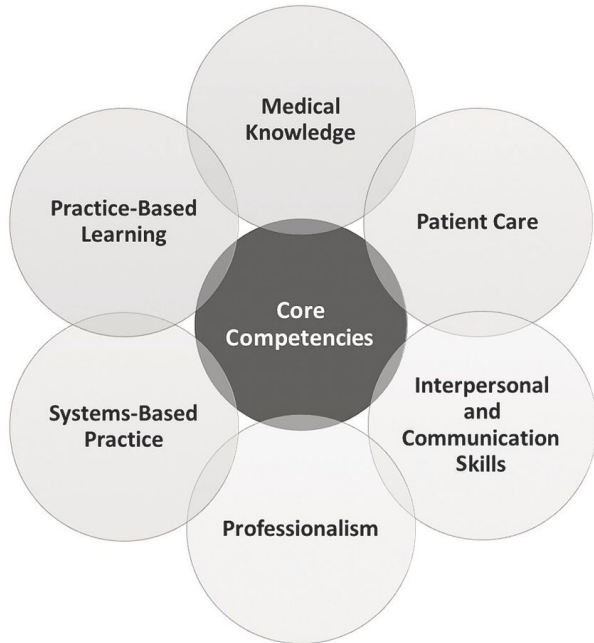 Medical
Knowledge
Practice-Based
Learning
Patient Care
Core
Competencies
Systems-Based
Practice
Interpersonal
and
Communication
Skills
Professionalism